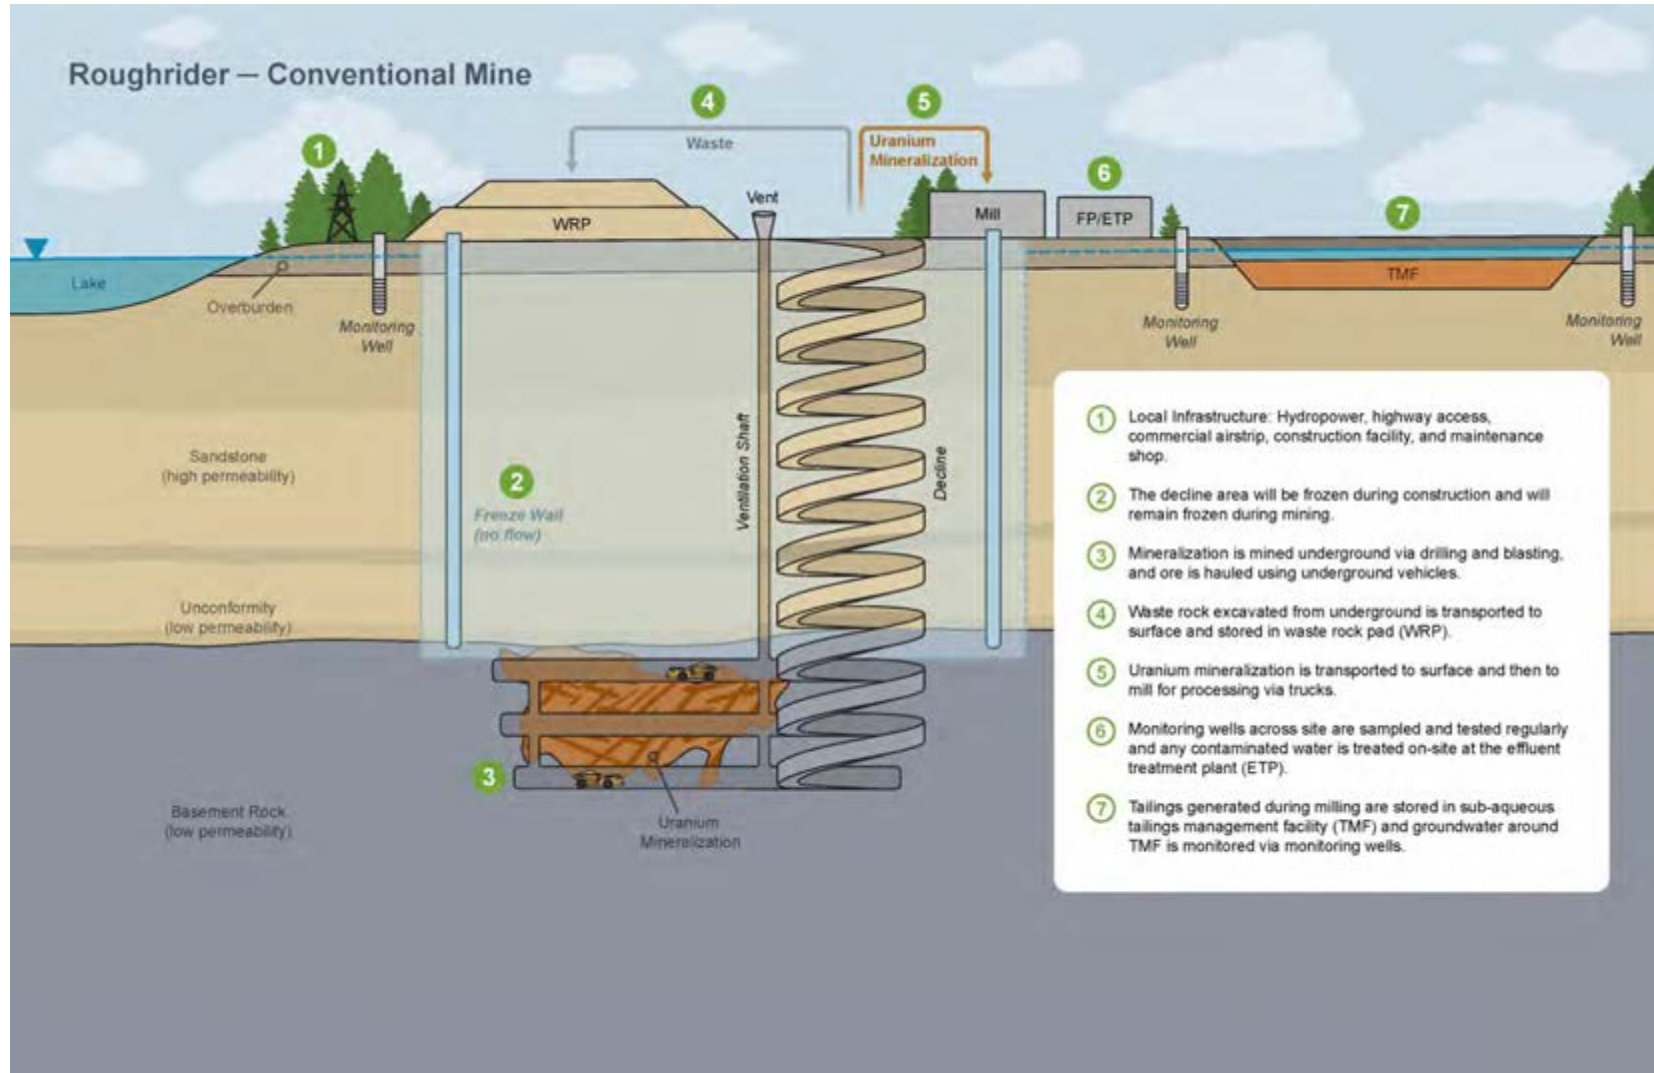 Roughrider — Conventional Mine
1
4
5
6
7
Waste
Uranium
Mineralization
Vent
WRP
Mill
FP/ETP
Lake
Overburden
TMF
Monitoring
Well
Monitoring
Well
Monitoring
Well
Sandstone
(high permeability)
2
Freeze Wall
(no flow)
Ventilation Shaft
Decline
Unconformity
(low permeability)
3
Basement Rock
(low permeability)
Uranium
Mineralization
1 Local Infrastructure: Hydropower, highway access,
commercial airstrip, construction facility, and maintenance
shop.
2 The decline area will be frozen during construction and will
remain frozen during mining.
3 Mineralization is mined underground via drilling and blasting,
and ore is hauled using underground vehicles.
4 Waste rock excavated from underground is transported to
surface and stored in waste rock pad (WRP).
5 Uranium mineralization is transported to surface and then to
mill for processing via trucks.
6 Monitoring wells across site are sampled and tested regularly
and any contaminated water is treated on-site at the effluent
treatment plant (ETP).
7 Tailings generated during milling are stored in sub-aqueous
tailings management facility (TMF) and groundwater around
TMF is monitored via monitoring wells.